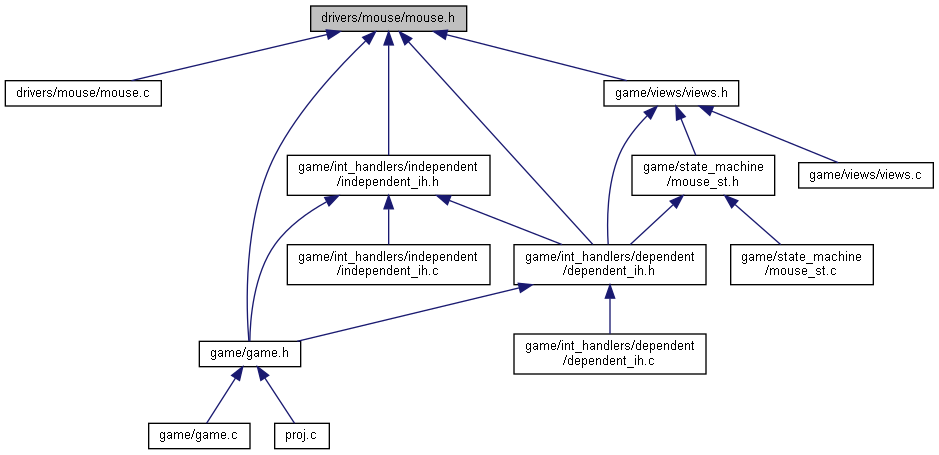 drivers/mouse/mouse.h
drivers/mouse/mouse.c
game/views/views.h
game/int_handlers/independent
/independent_ih.h
game/state_machine
/mouse_st.h
game/views/views.c
game/int_handlers/independent
/independent_ih.c
game/int_handlers/dependent
/dependent_ih.h
game/state_machine
/mouse_st.c
game/game.h
game/int_handlers/dependent
/dependent_ih.c
game/game.c
proj.c